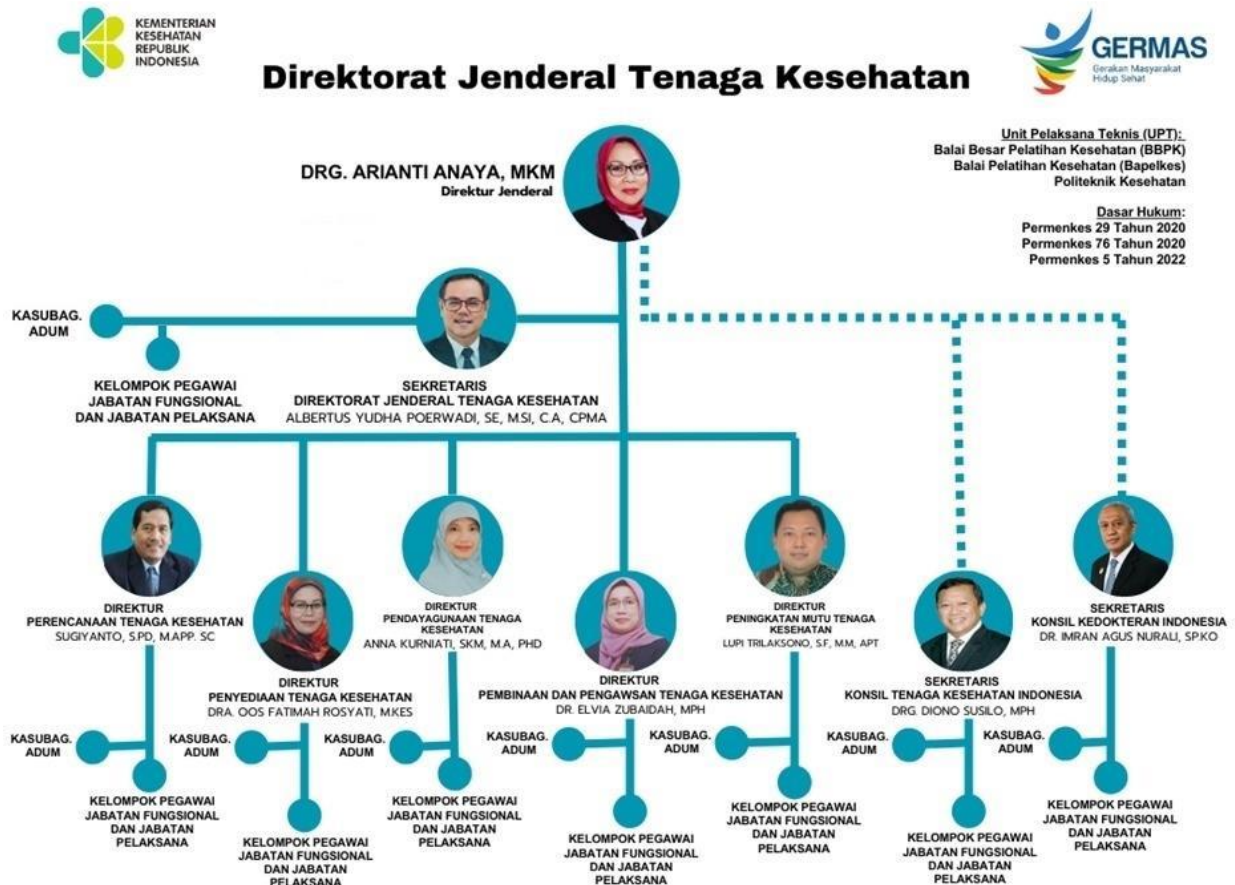 KEMENTERIAN
KESEHATAN
REPUBLIK
INDONESIA
GERMAS
Gerakan Masyarakat
Hidup Sehat
Direktorat Jenderal Tenaga Kesehatan
Unit Pelaksana Teknis (UPT):
Balai Besar Pelatihan Kesehatan (BBPK)
Balai Pelatihan Kesehatan (Bapelkes)
Politeknik Kesehatan
Dasar Hukum:
Permenkes 29 Tahun 2020
Permenkes 76 Tahun 2020
Permenkes 5 Tahun 2022
DRG. ARIANTI ANAYA, MKM
Direktur Jenderal
KASUBAG.
ADUM
KELOMPOK PEGAWAI
JABATAN FUNGSIONAL
DAN JABATAN PELAKSANA
SEKRETARIS
DIREKTORAT JENDERAL TENAGA KESEHATAN
ALBERTUS YUDHA POERWADI, SE, M.SI, C.A, CPMA
DIREKTUR
PERENCANAAN TENAGA KESEHATAN
SUGIYANTO, S.PD, M.APP. SC
DIREKTUR
PENYEDIAAN TENAGA KESEHATAN
DRA. OOS FATIMAH ROSYATI, M.KES
DIREKTUR
PENDAYAGUNAAN TENAGA
KESEHATAN
ANNA KURNIATI, SKM, M.A, PHD
DIREKTUR
PEMBINAAN DAN PENGAWSAN TENAGA KESEHATAN
DR. ELVIA ZUBAIDAH, MPH
DIREKTUR
PENINGKATAN MUTU TENAGA
KESEHATAN
LUPI TRILAKSONO, S.F, M.M, APT
SEKRETARIS
KONSIL TENAGA KESEHATAN INDONESIA
DRG. DIONO SUSILO, MPH
SEKRETARIS
KONSIL KEDOKTERAN INDONESIA
DR. IMRAN AGUS NURALI, SP.KO
KASUBAG.
ADUM
KELOMPOK PEGAWAI
JABATAN FUNGSIONAL
DAN JABATAN
PELAKSANA
KASUBAG.
ADUM
KELOMPOK PEGAWAI
JABATAN FUNGSIONAL
DAN JABATAN
PELAKSANA
KASUBAG.
ADUM
KELOMPOK PEGAWAI
JABATAN FUNGSIONAL
DAN JABATAN
PELAKSANA
KASUBAG.
ADUM
KELOMPOK PEGAWAI
JABATAN FUNGSIONAL
DAN JABATAN
PELAKSANA
KASUBAG.
ADUM
KELOMPOK PEGAWAI
JABATAN FUNGSIONAL
DAN JABATAN
PELAKSANA
KASUBAG.
ADUM
KELOMPOK PEGAWAI
JABATAN FUNGSIONAL
DAN JABATAN
PELAKSANA
KASUBAG.
ADUM
KELOMPOK PEGAWAI
JABATAN FUNGSIONAL
DAN JABATAN
PELAKSANA